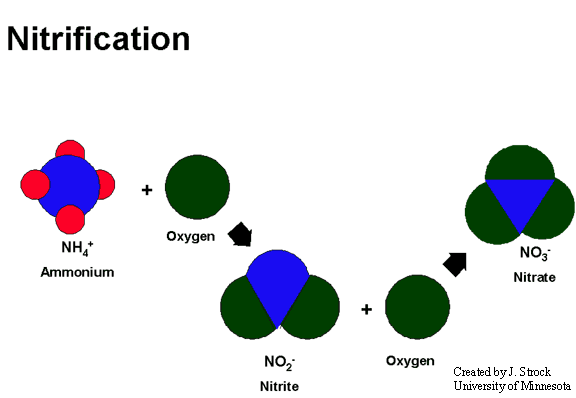 Nitrification
+
Oxygen
NH₄⁺
Ammonium
NO₃⁻
Nitrate
+
NO₂⁻
Nitrite
Oxygen
Created by J. Strock
University of Minnesota